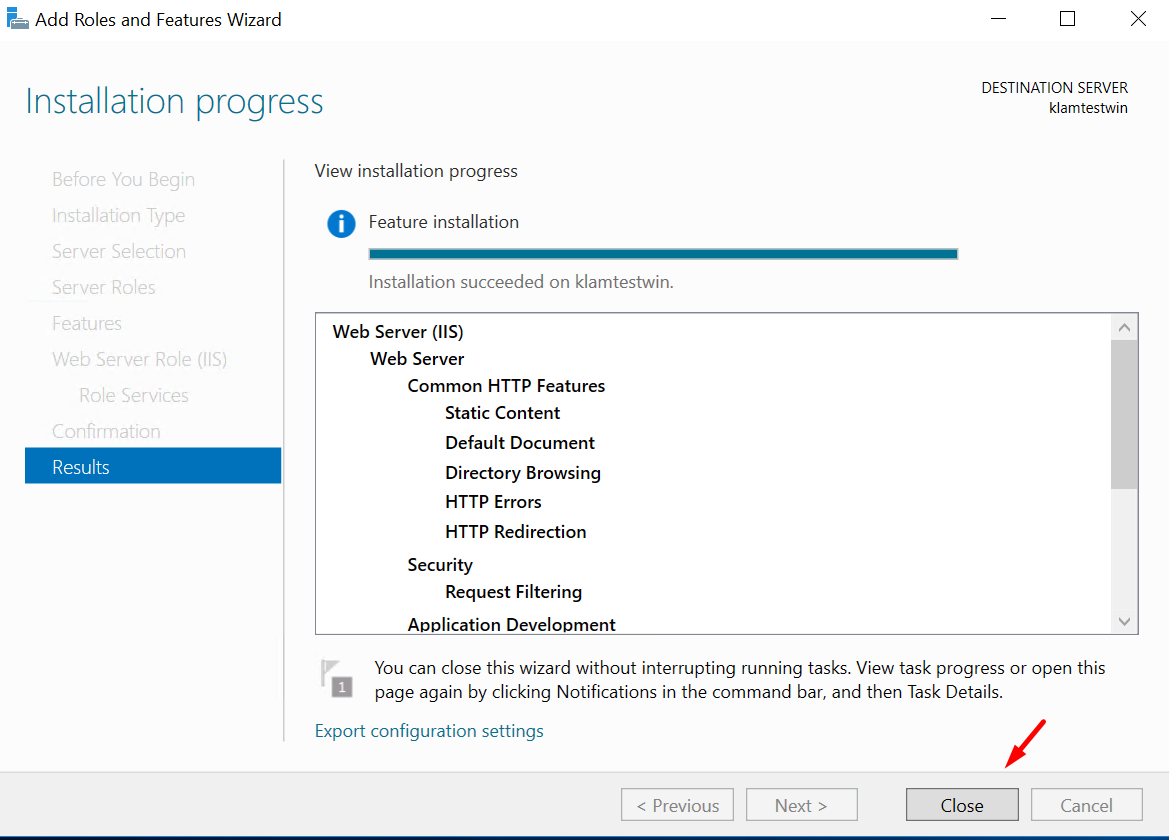 Add Roles and Features Wizard
Installation progress
DESTINATION SERVER
klamtestwin
Before You Begin
Installation Type
Server Selection
Server Roles
Features
Web Server Role (IIS)
Role Services
Confirmation
Results
View installation progress
Feature installation
Installation succeeded on klamtestwin.
Web Server (IIS)
Web Server
Common HTTP Features
Static Content
Default Document
Directory Browsing
HTTP Errors
HTTP Redirection
Security
Request Filtering
Application Development
1
You can close this wizard without interrupting running tasks. View task progress or open this
page again by clicking Notifications in the command bar, and then Task Details.
Export configuration settings
< Previous
Next >
Close
Cancel